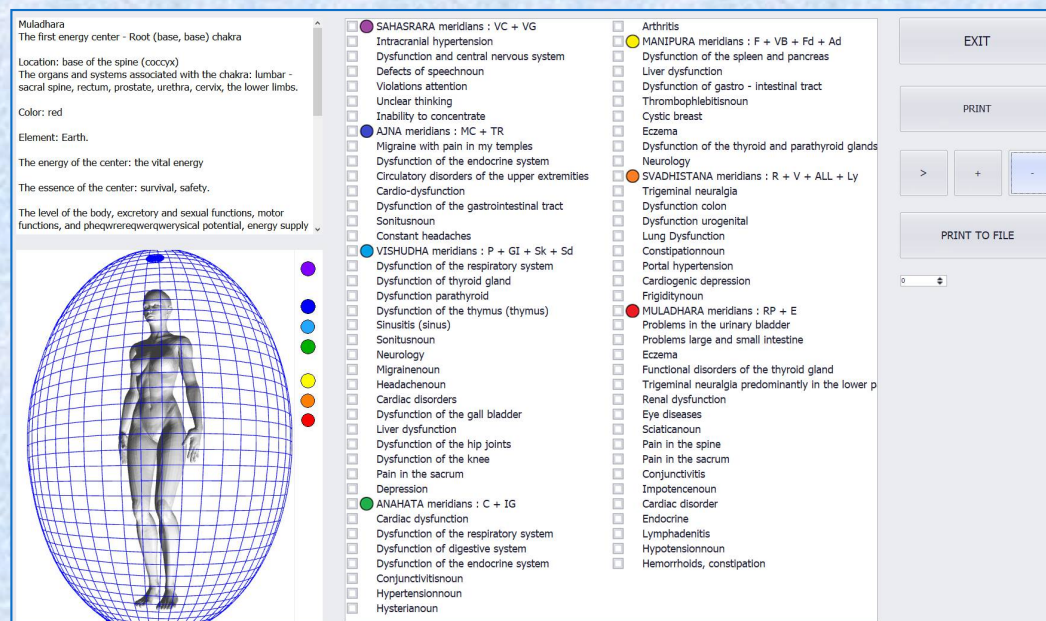 Muladhara
The first energy center - Root (base, base) chakra
Location: base of the spine (coccyx)
The organs and systems associated with the chakra: lumbar -
sacral spine, rectum, prostate, urethra, cervix, the lower limbs.
Color: red
Element: Earth.
The energy of the center: the vital energy
The essence of the center: survival, safety.
The level of the body, excretory and sexual functions, motor
functions, and pheqwrereqwerqwerysical potential, energy supply
SAHASRARA meridians : VC + VG
Intracranial hypertension
Dysfunction and central nervous system
Defects of speechnoun
Violations attention
Unclear thinking
Inability to concentrate
AJNA meridians : MC + TR
Migraine with pain in my temples
Dysfunction of the endocrine system
Circulatory disorders of the upper extremities
Cardio-dysfunction
Dysfunction of the gastrointestinal tract
Sonitusnoun
Constant headaches
VISHUDHA meridians : P + GI + Sk + Sd
Dysfunction of the respiratory system
Dysfunction of thyroid gland
Dysfunction parathyroid
Dysfunction of the thymus (thymus)
Sinusitis (sinus)
Sonitusnoun
Neurology
Migrainenoun
Headachenoun
Cardiac disorders
Dysfunction of the gall bladder
Liver dysfunction
Dysfunction of the hip joints
Dysfunction of the knee
Pain in the sacrum
Depression
ANAHATA meridians : C + IG
Cardiac dysfunction
Dysfunction of the respiratory system
Dysfunction of digestive system
Dysfunction of the endocrine system
Conjunctivitisnoun
Hypertensionnoun
Hysterianoun
Arthritis
MANIPURA meridians : F + VB + Fd + Ad
Dysfunction of the spleen and pancreas
Liver dysfunction
Dysfunction of gastro - intestinal tract
Thrombophlebitisnoun
Cystic breast
Eczema
Dysfunction of the thyroid and parathyroid glands
Neurology
SVADHISTANA meridians : R + V + ALL + Ly
Trigeminal neuralgia
Dysfunction colon
Dysfunction urogenital
Lung Dysfunction
Constipationnoun
Portal hypertension
Cardiogenic depression
Frigiditynoun
MULADHARA meridians : RP + E
Problems in the urinary bladder
Problems large and small intestine
Eczema
Functional disorders of the thyroid gland
Trigeminal neuralgia predominantly in the lower p
Renal dysfunction
Eye diseases
Sciaticanoun
Pain in the spine
Pain in the sacrum
Conjunctivitis
Impotencenoun
Cardiac disorder
Endocrine
Lymphadenitis
Hypotensionnoun
Hemorrhoids, constipation
EXIT
PRINT
> + -
PRINT TO FILE
0